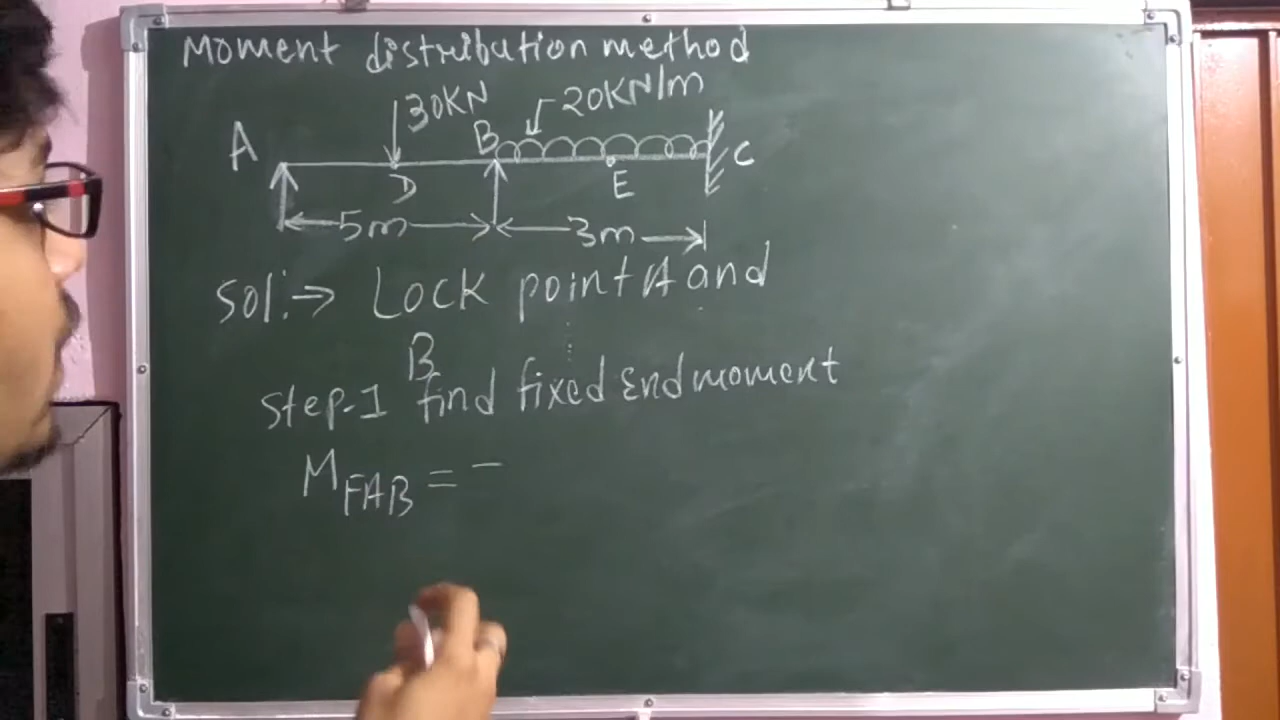 Moment distribution method
30KN
20KN/m
A
B
C
D
E
5m
3m
Sol:→ Lock point A and
B
Step-1 find fixed End moment
MFAB = -